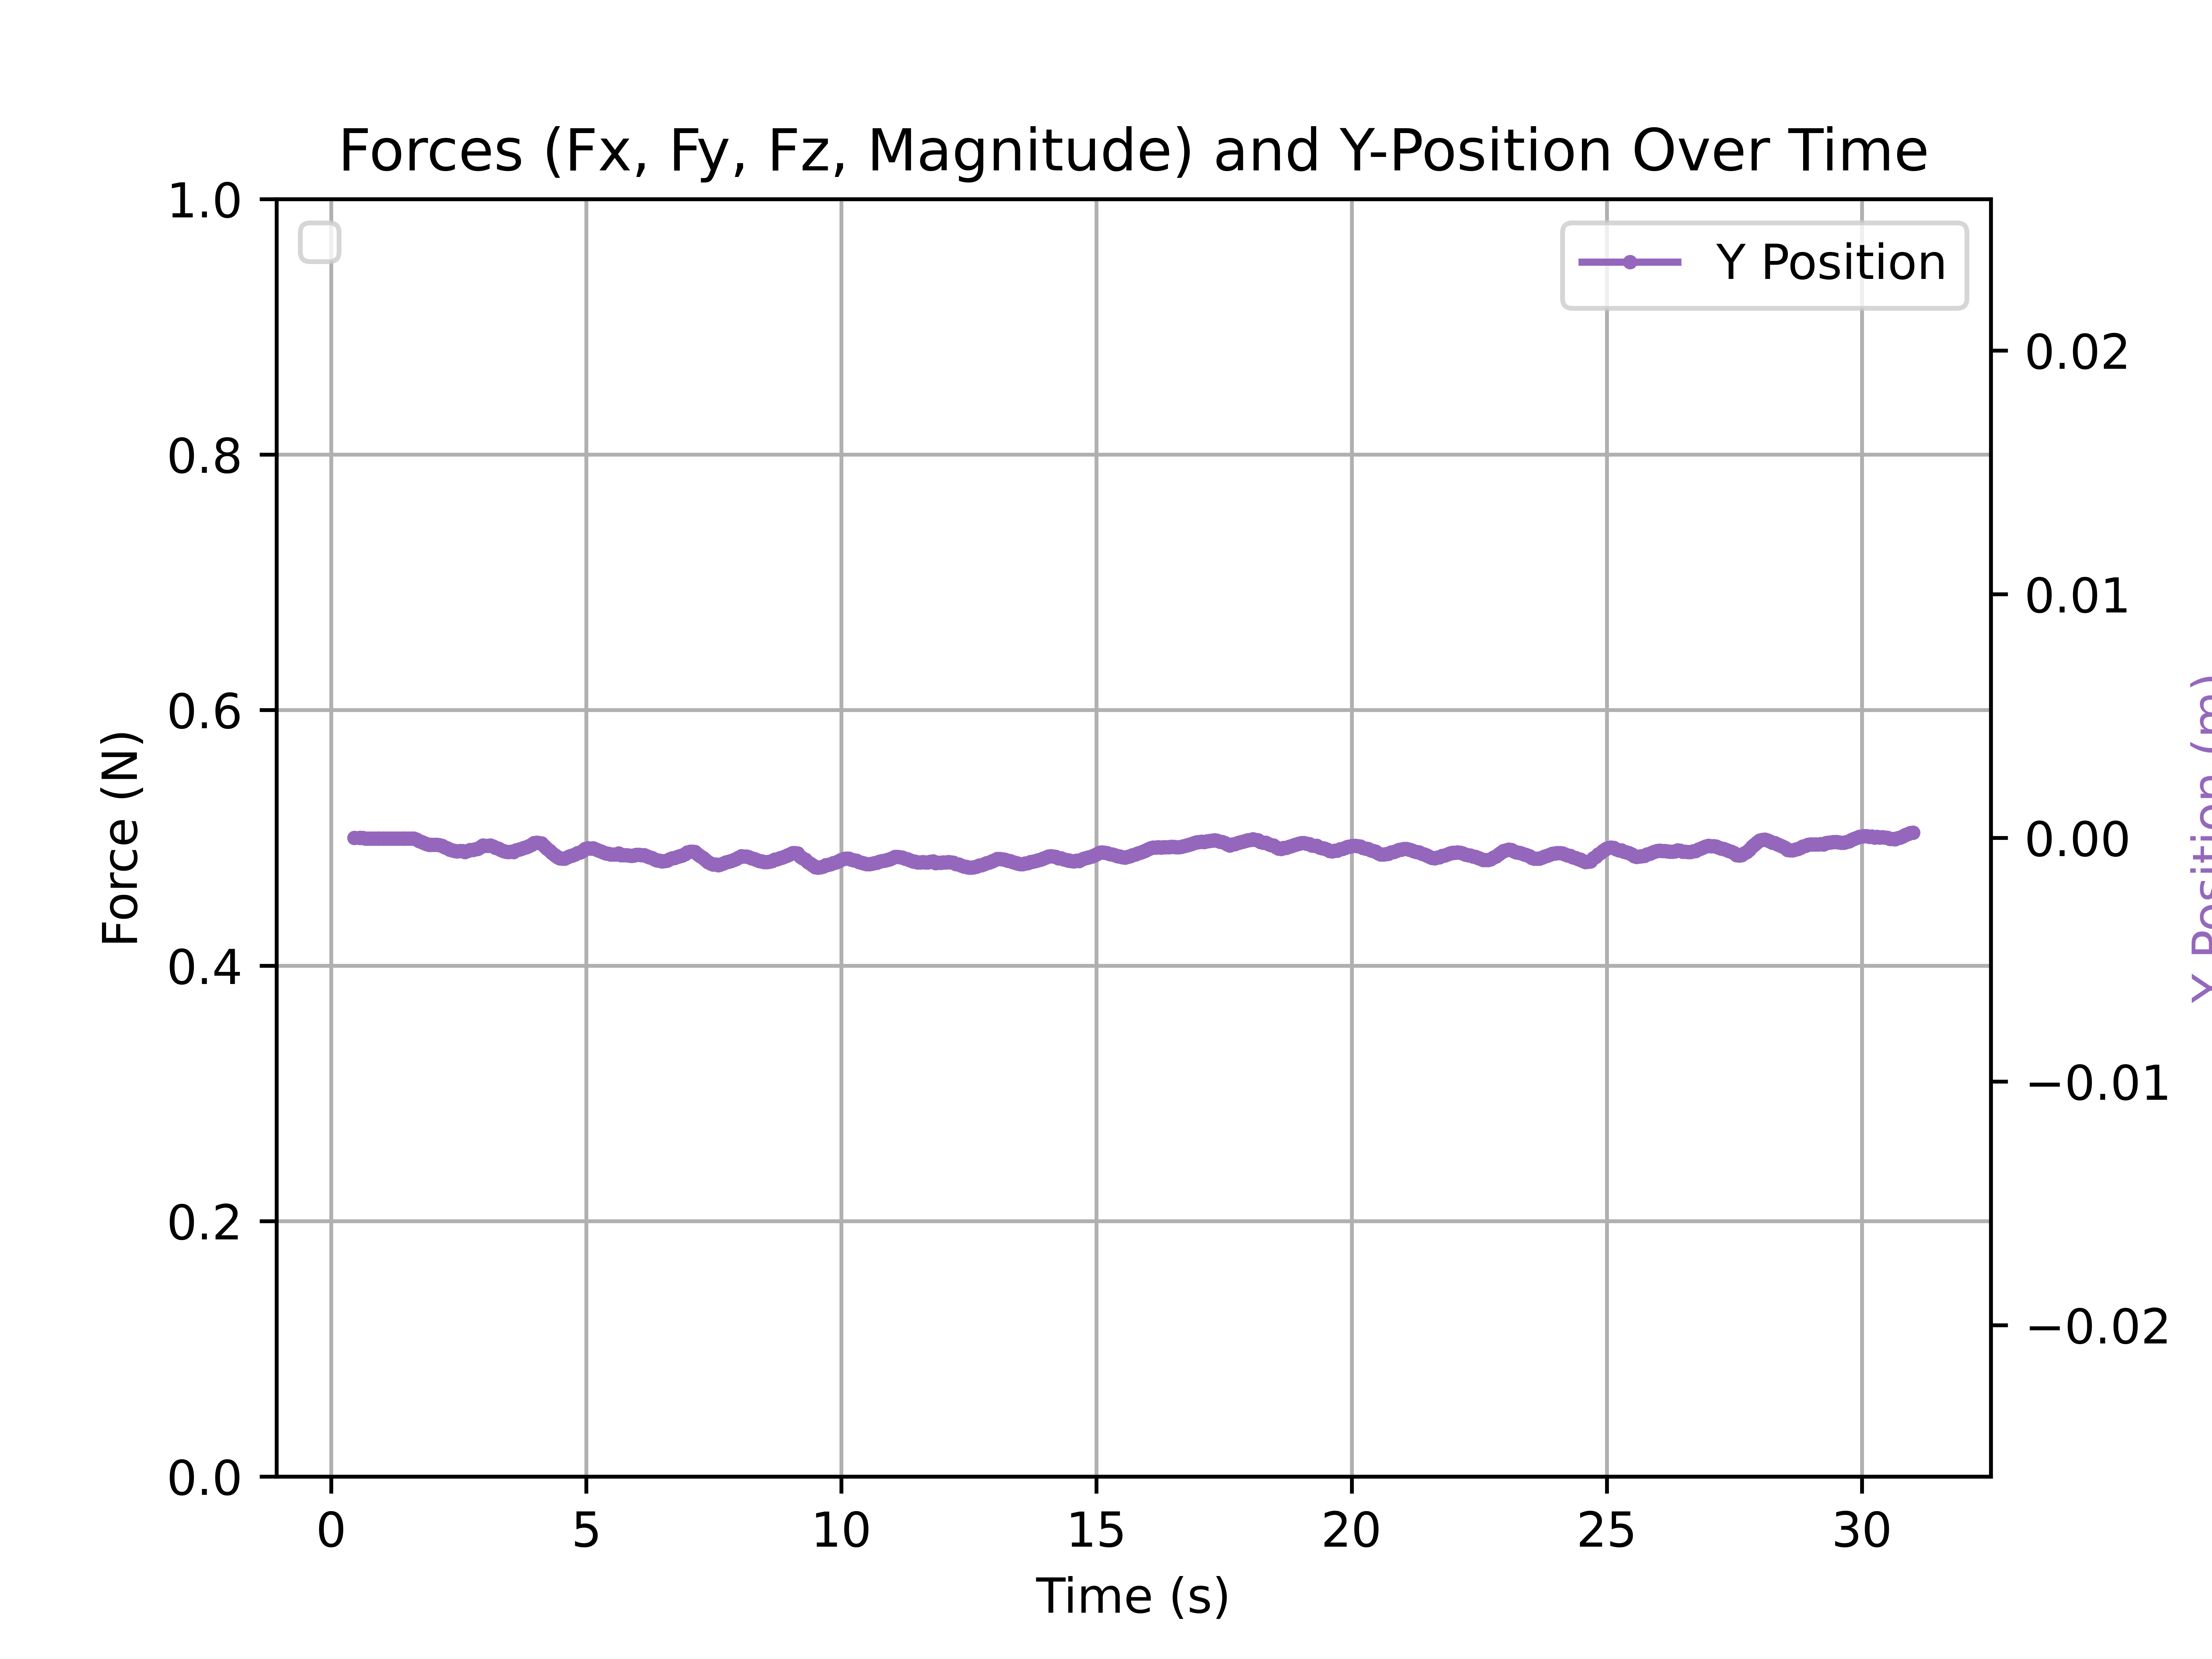 Forces (Fx, Fy, Fz, Magnitude) and Y-Position Over Time
Y Position
1.0
0.8
0.6
0.4
0.2
0.0
Force (N)
0.02
0.01
0.00
−0.01
−0.02
Y Position (m)
0 5 10 15 20 25 30
Time (s)